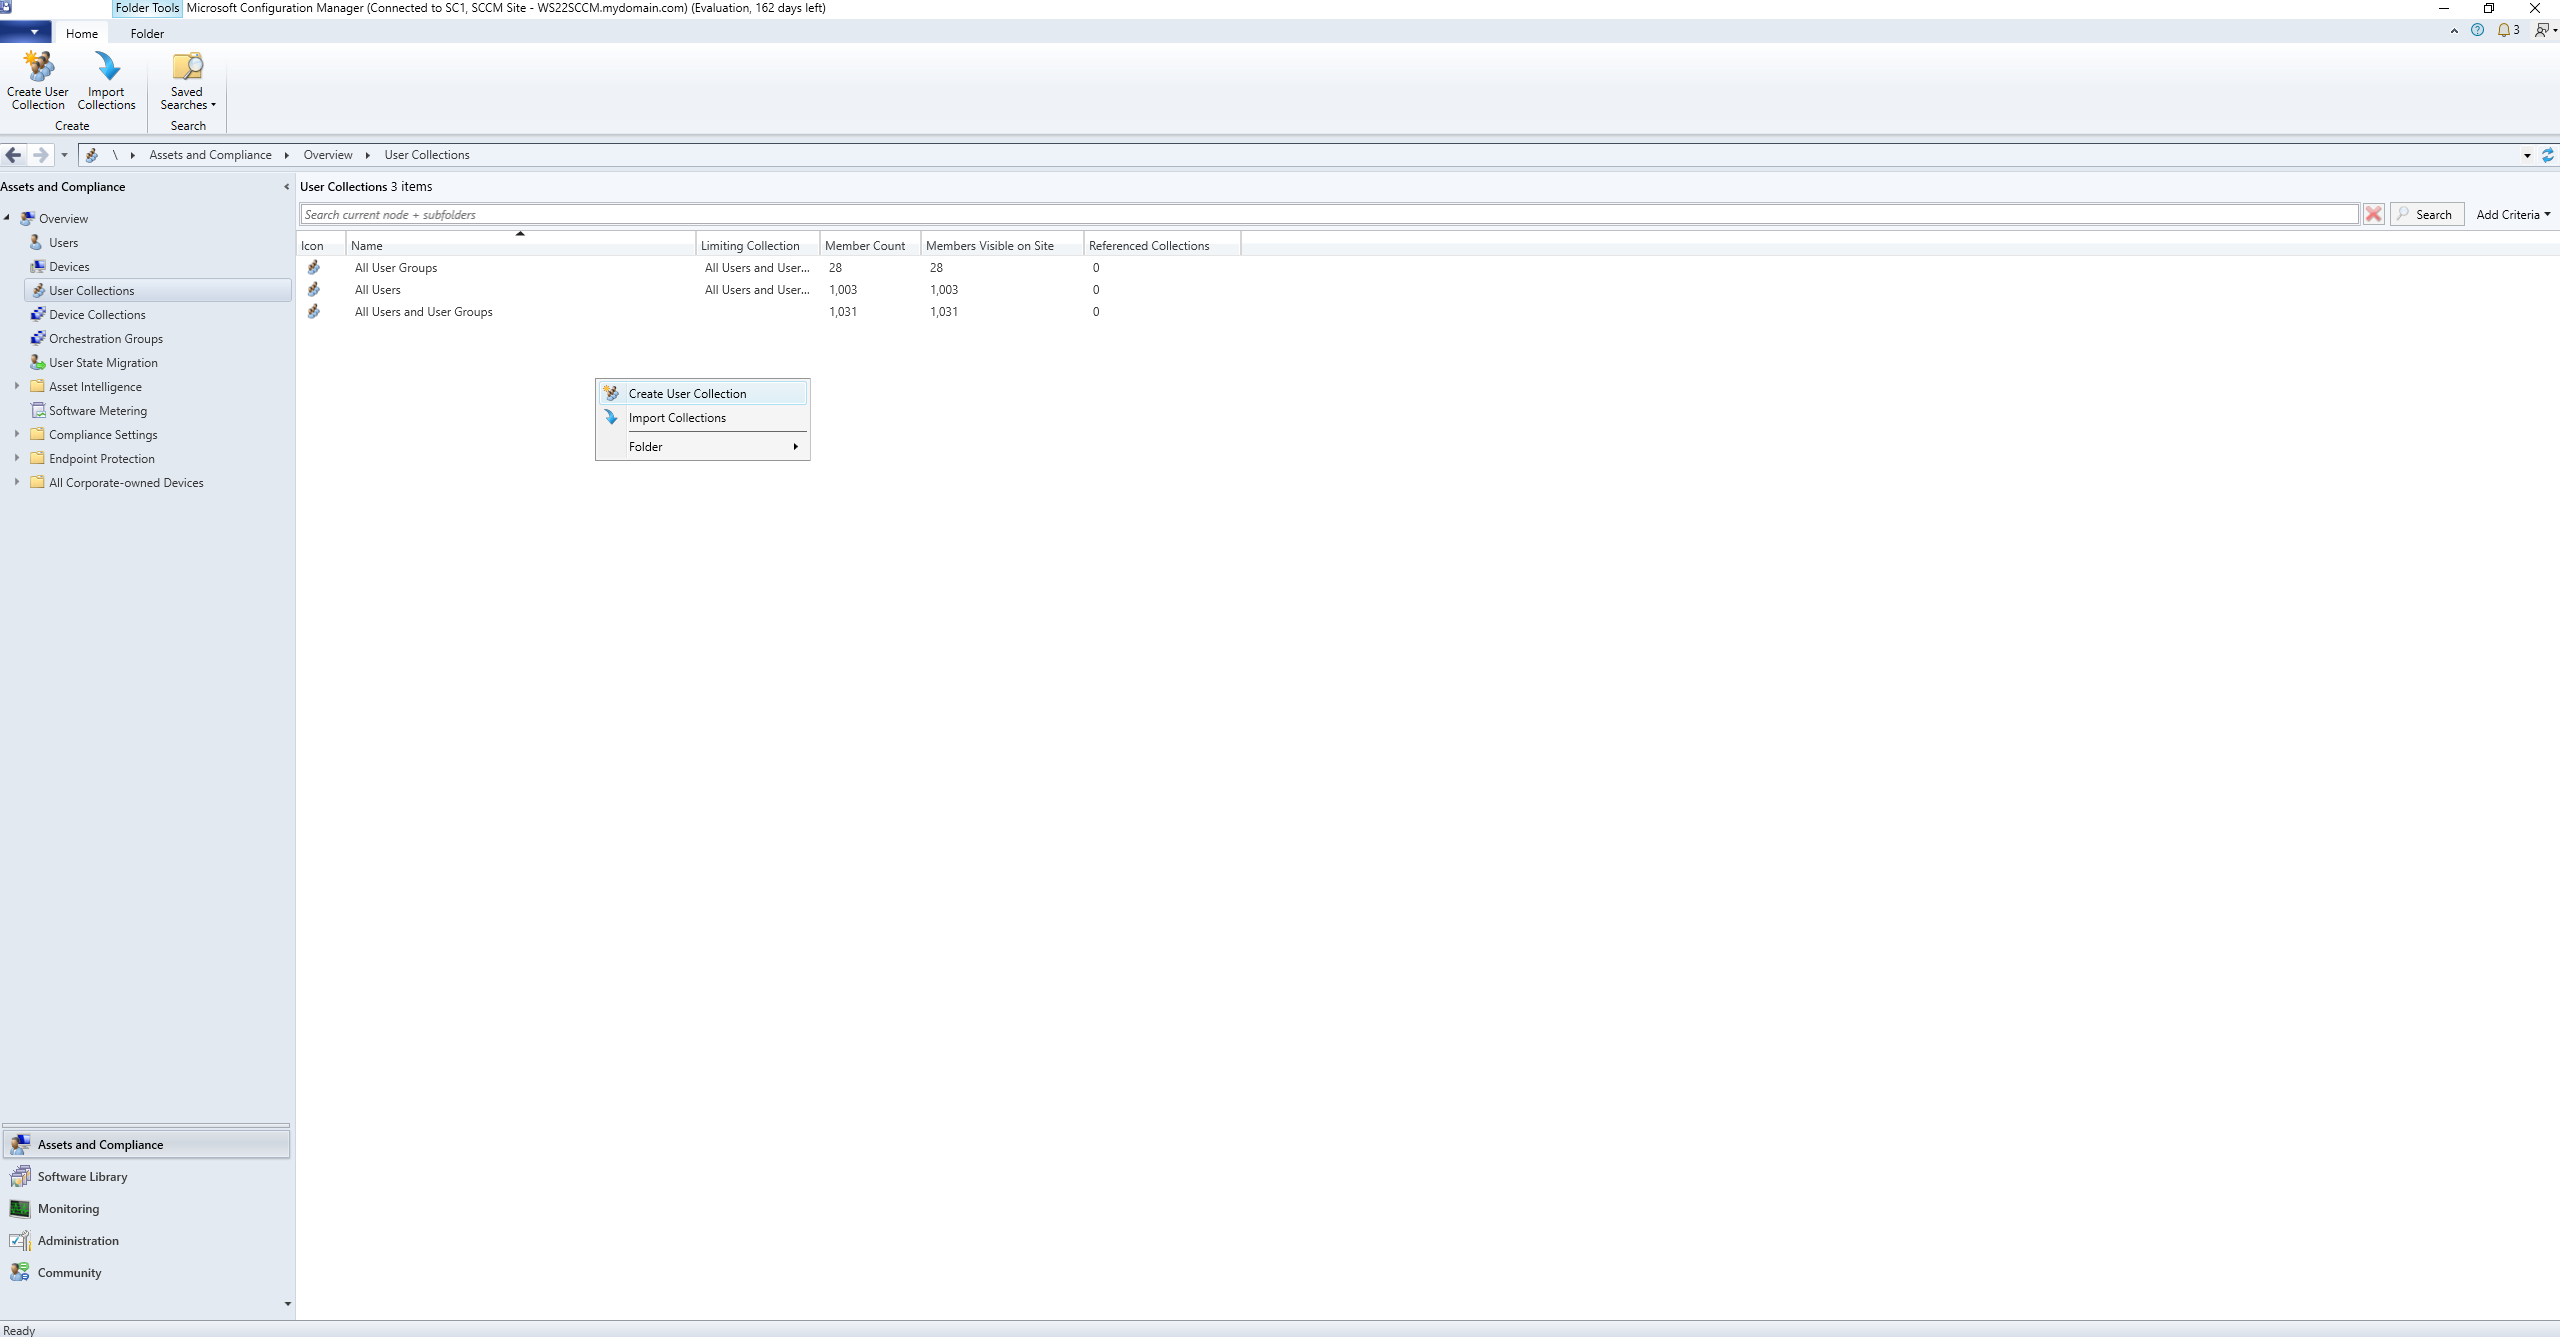 Folder Tools Microsoft Configuration Manager (Connected to SC1, SCCM Site - WS22SCCM.mydomain.com) (Evaluation, 162 days left)
Home Folder 3
Create User Collection
Import Collections
Saved Searches
Create Search
\ Assets and Compliance Overview User Collections
Assets and Compliance
Overview
Users
Devices
User Collections
Device Collections
Orchestration Groups
User State Migration
Asset Intelligence
Software Metering
Compliance Settings
Endpoint Protection
All Corporate-owned Devices
Assets and Compliance
Software Library
Monitoring
Administration
Community
User Collections 3 items
Search current node + subfolders Search Add Criteria
Icon Name Limiting Collection Member Count Members Visible on Site Referenced Collections
All User Groups All Users and User... 28 28 0
All Users All Users and User... 1,003 1,003 0
All Users and User Groups 1,031 1,031 0
Create User Collection
Import Collections
Folder
Ready